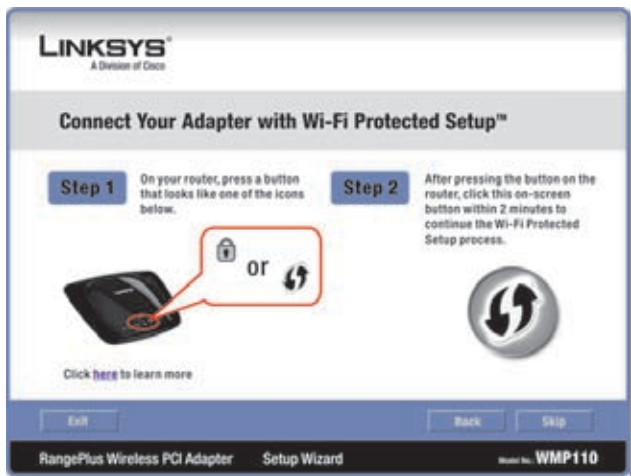 LINKSYS®
A Division of Cisco
Connect Your Adapter with Wi-Fi Protected Setup™
Step 1
On your router, press a button
that looks like one of the icons
below.
or
Click here to learn more
Step 2
After pressing the button on the
router, click this on-screen
button within 2 minutes to
continue the Wi-Fi Protected
Setup process.
Exit
Back
Skip
RangePlus Wireless PCI Adapter
Setup Wizard
Model No. WMP110